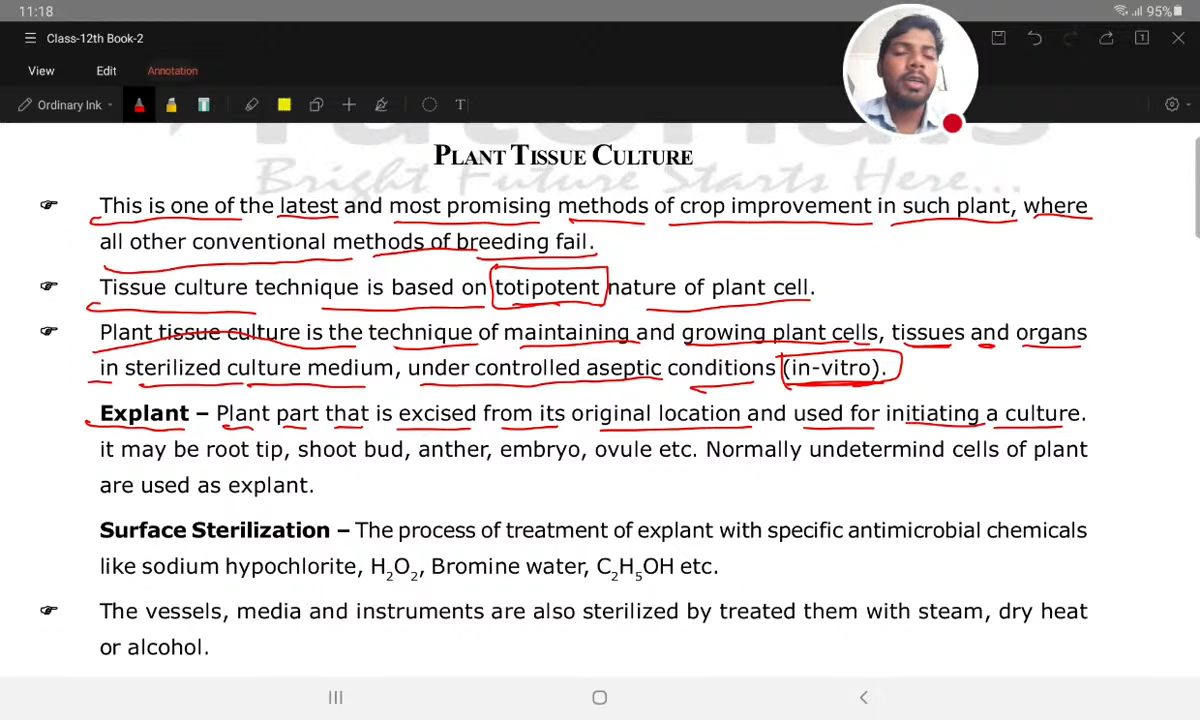 11:18
95%
Class-12th Book-2
View Edit Annotation
Ordinary Ink
T
1
Bright Future Starts Here...
PLANT TISSUE CULTURE
☞ This is one of the latest and most promising methods of crop improvement in such plant, where
all other conventional methods of breeding fail.
☞ Tissue culture technique is based on totipotent nature of plant cell.
☞ Plant tissue culture is the technique of maintaining and growing plant cells, tissues and organs
in sterilized culture medium, under controlled aseptic conditions (in-vitro).
Explant – Plant part that is excised from its original location and used for initiating a culture.
it may be root tip, shoot bud, anther, embryo, ovule etc. Normally undetermind cells of plant
are used as explant.
Surface Sterilization – The process of treatment of explant with specific antimicrobial chemicals
like sodium hypochlorite, H₂O₂, Bromine water, C₂H₅OH etc.
☞ The vessels, media and instruments are also sterilized by treated them with steam, dry heat
or alcohol.